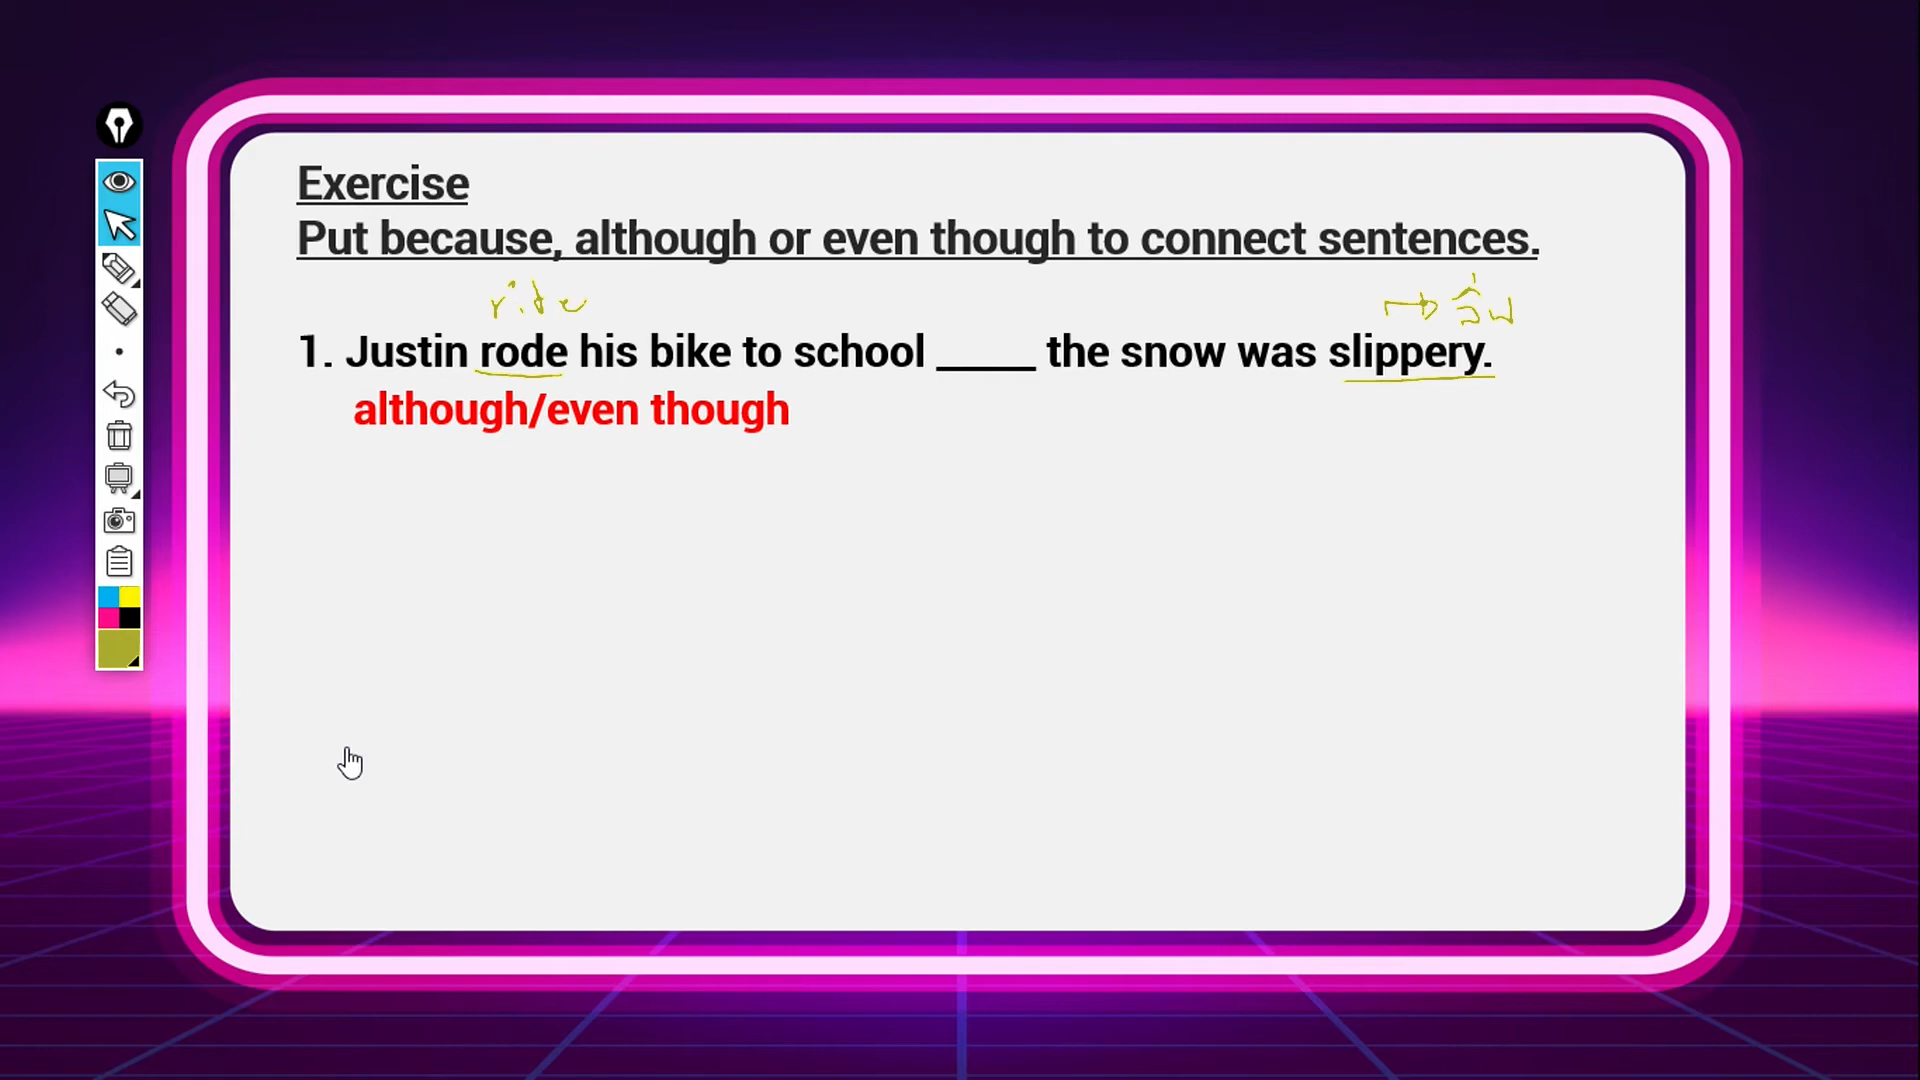 Exercise
Put because, although or even though to connect sentences.
ride
1. Justin rode his bike to school _____ the snow was slippery.
although/even though